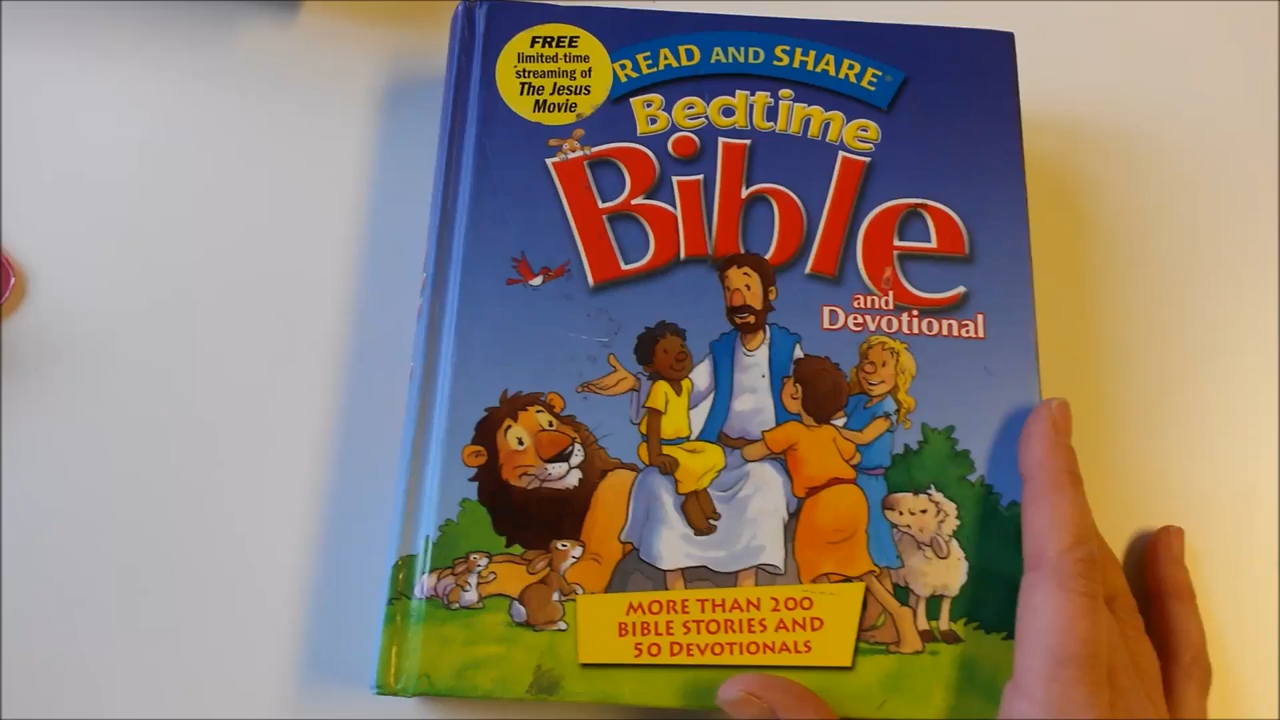 FREE
limited-time
streaming of
The Jesus
Movie
READ AND SHARE®
Bedtime
Bible
and
Devotional
MORE THAN 200
BIBLE STORIES AND
50 DEVOTIONALS